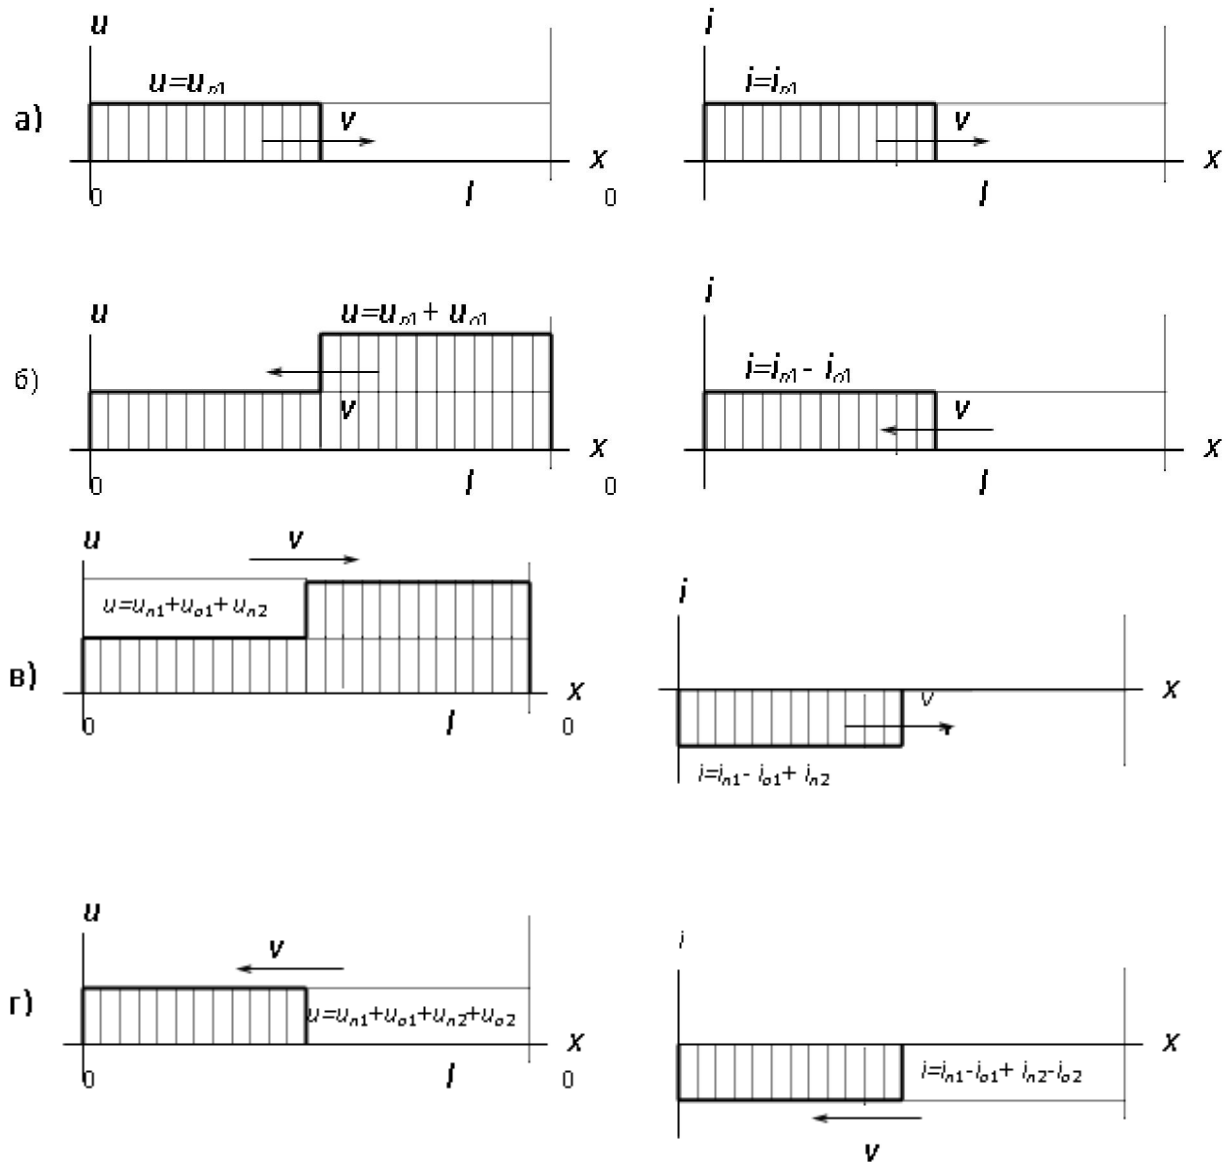 u i
u=uп1 i=iп1
а) v v
x x
0 l 0 l
u i
u=uп1+ uо1
б) v i=iп1- iо1
v
x x
0 l 0 l
u v
u=uп1+uо1+ uп2 i
в) x v x
0 l 0
i=iп1- iо1+ iп2
u i
v
г) u=uп1+uо1+uп2+uо2
x x
0 l 0 i=iп1-iо1+ iп2-iо2
v